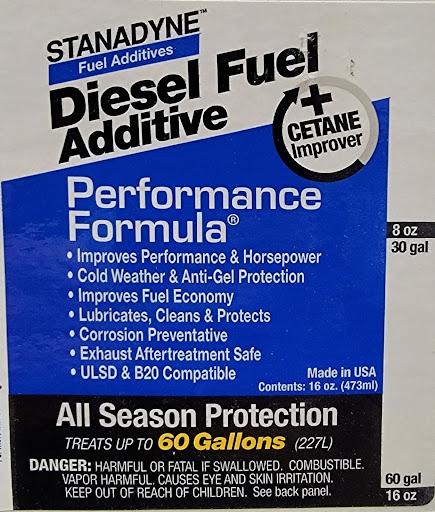 STANADYNE™
Fuel Additives
Diesel Fuel
Additive
+
CETANE
Improver
Performance
Formula®
• Improves Performance & Horsepower
• Cold Weather & Anti-Gel Protection
• Improves Fuel Economy
• Lubricates, Cleans & Protects
• Corrosion Preventative
• Exhaust Aftertreatment Safe
• ULSD & B20 Compatible
Made in USA
Contents: 16 oz. (473ml)
8 oz
30 gal
All Season Protection
TREATS UP TO 60 Gallons (227L)
DANGER: HARMFUL OR FATAL IF SWALLOWED. COMBUSTIBLE.
VAPOR HARMFUL. CAUSES EYE AND SKIN IRRITATION.
KEEP OUT OF REACH OF CHILDREN. See back panel.
60 gal
16 oz